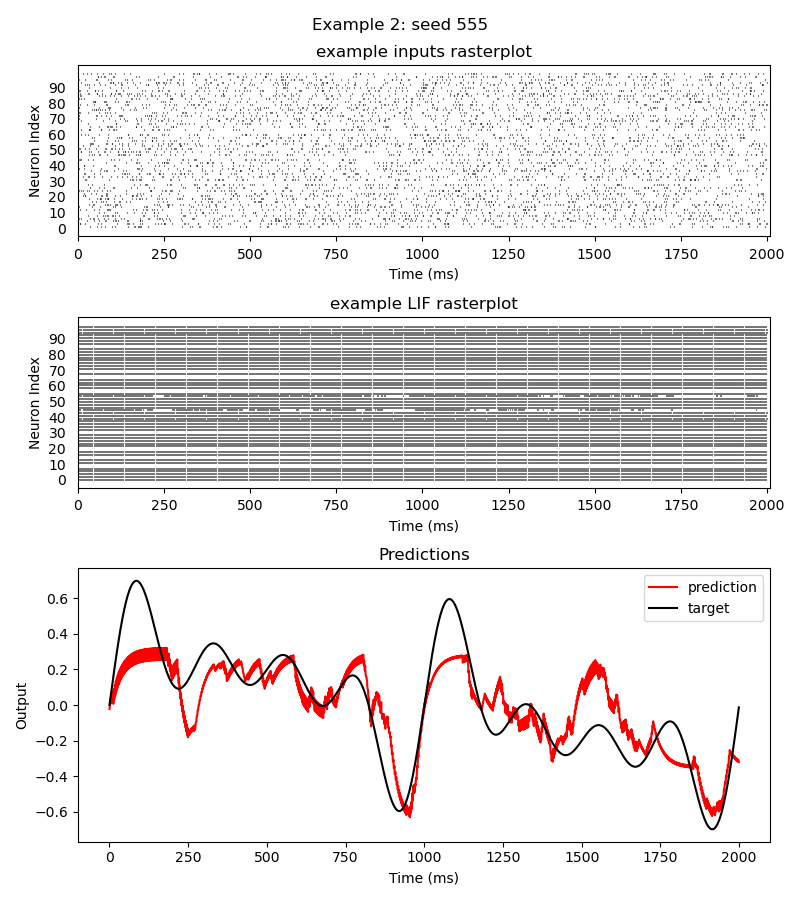 Example 2: seed 555
example inputs rasterplot
Neuron Index
90
80
70
60
50
40
30
20
10
0
0 250 500 750 1000 1250 1500 1750 2000
Time (ms)
example LIF rasterplot
Neuron Index
90
80
70
60
50
40
30
20
10
0
0 250 500 750 1000 1250 1500 1750 2000
Time (ms)
Predictions
Output
prediction
target
0.6
0.4
0.2
0.0
−0.2
−0.4
−0.6
0 250 500 750 1000 1250 1500 1750 2000
Time (ms)